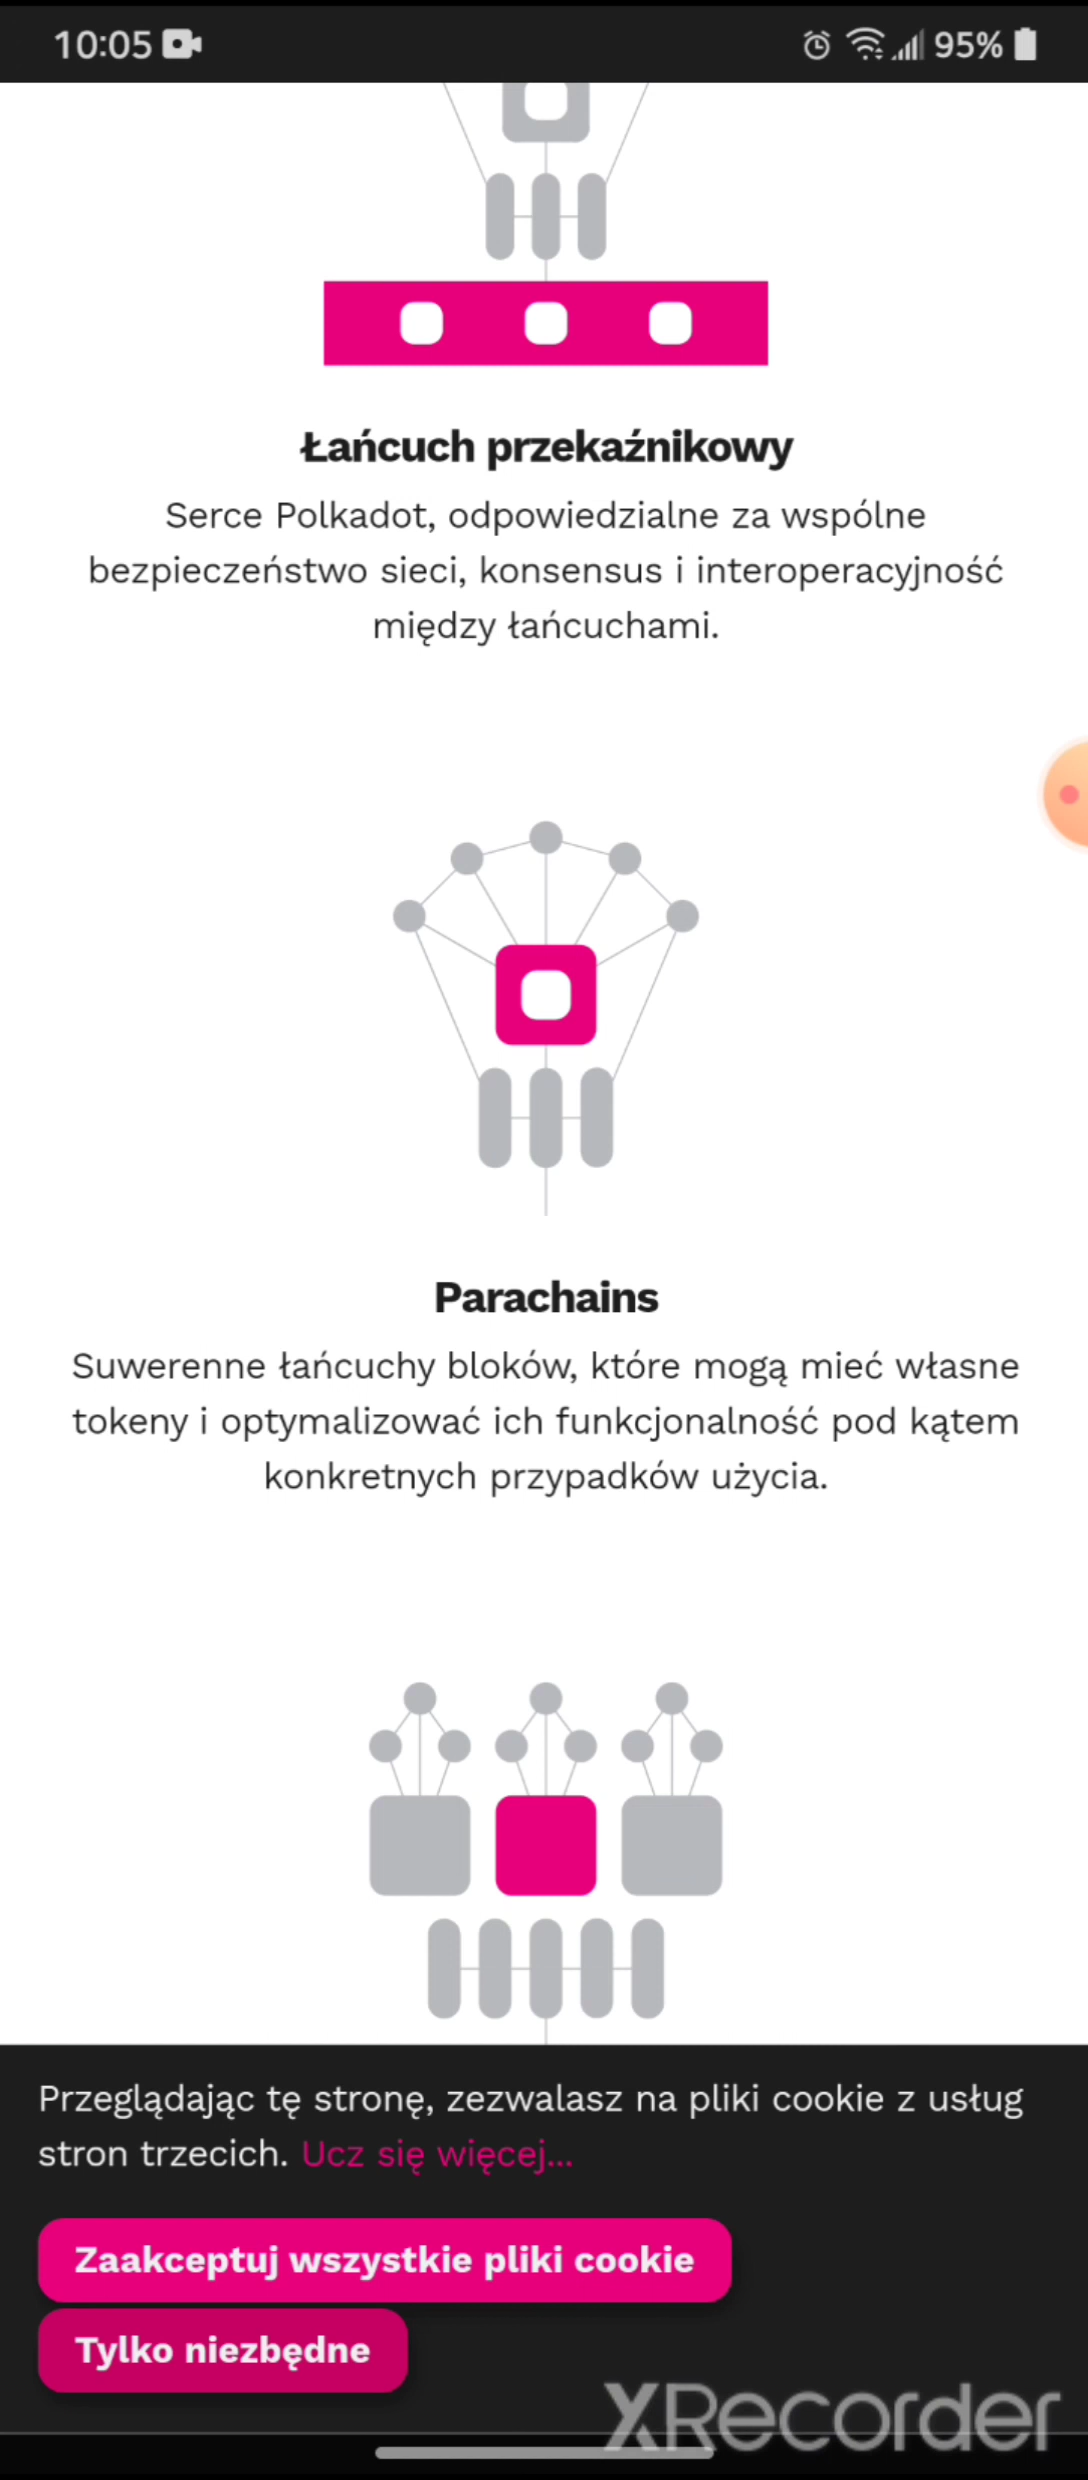 10:05
95%
Łańcuch przekaźnikowy
Serce Polkadot, odpowiedzialne za wspólne
bezpieczeństwo sieci, konsensus i interoperacyjność
między łańcuchami.
Parachains
Suwerenne łańcuchy bloków, które mogą mieć własne
tokeny i optymalizować ich funkcjonalność pod kątem
konkretnych przypadków użycia.
Przeglądając tę stronę, zezwalasz na pliki cookie z usług
stron trzecich. Ucz się więcej...
Zaakceptuj wszystkie pliki cookie
Tylko niezbędne
XRecorder